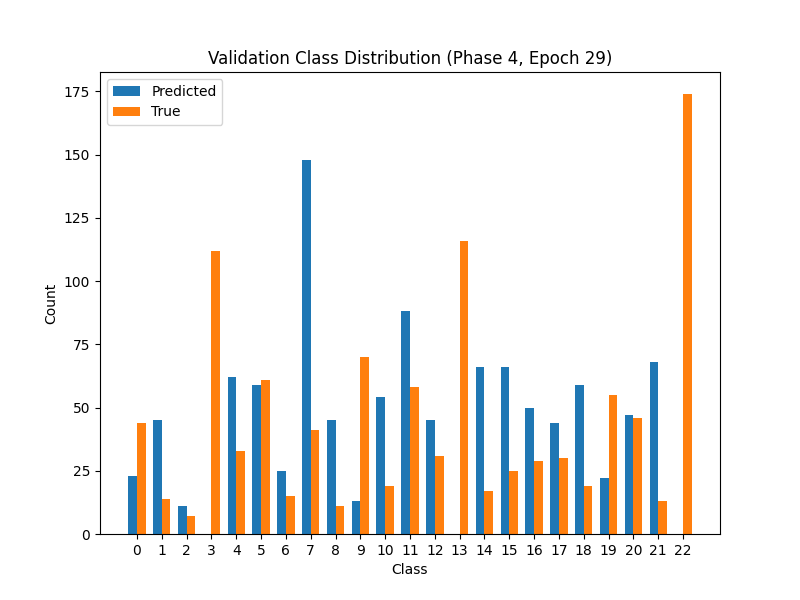 Validation Class Distribution (Phase 4, Epoch 29)
Predicted
True
175
150
125
100
75
50
25
0
Count
0 1 2 3 4 5 6 7 8 9 10 11 12 13 14 15 16 17 18 19 20 21 22
Class